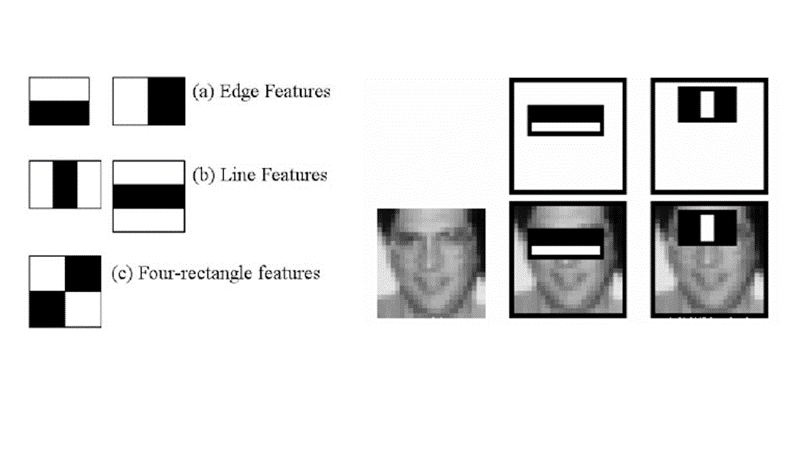 (a) Edge Features
(b) Line Features
(c) Four-rectangle features